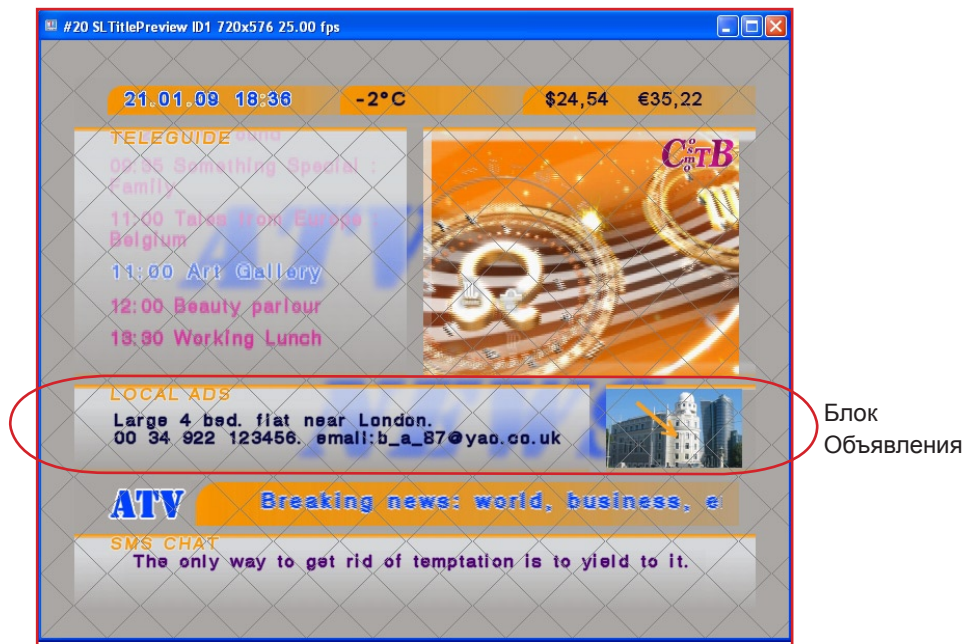 #20 SLTitlePreview ID1 720x576 25.00 fps
21.01.09 18:36 -2°C $24,54 €35,22
TELEGUIDE
09:35 Something Special :
Family
11:00 Tales from Europe
Belgium
11:00 Art Gallery
12:00 Beauty parlour
13:30 Working Lunch
ATV
CosmoTB
NEWS
LOCAL ADS
Large 4 bed. flat near London.
00 34 922 123456. email:b_a_87@yao.co.uk
Блок
Объявления
ATV Breaking news: world, business, e
SMS CHAT
The only way to get rid of temptation is to yield to it.